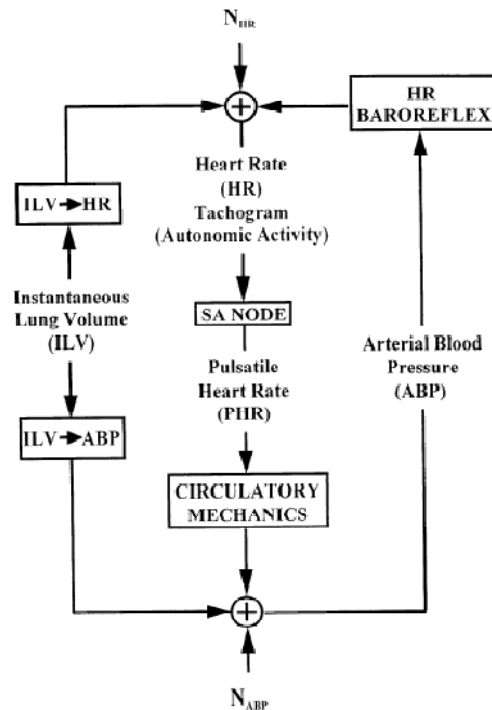 N_HR
HR
BAROREFLEX
Heart Rate
(HR)
Tachogram
(Autonomic Activity)
ILV→HR
Instantaneous
Lung Volume
(ILV)
SA NODE
Pulsatile
Heart Rate
(PHR)
Arterial Blood
Pressure
(ABP)
ILV→ABP
CIRCULATORY
MECHANICS
N_ABP